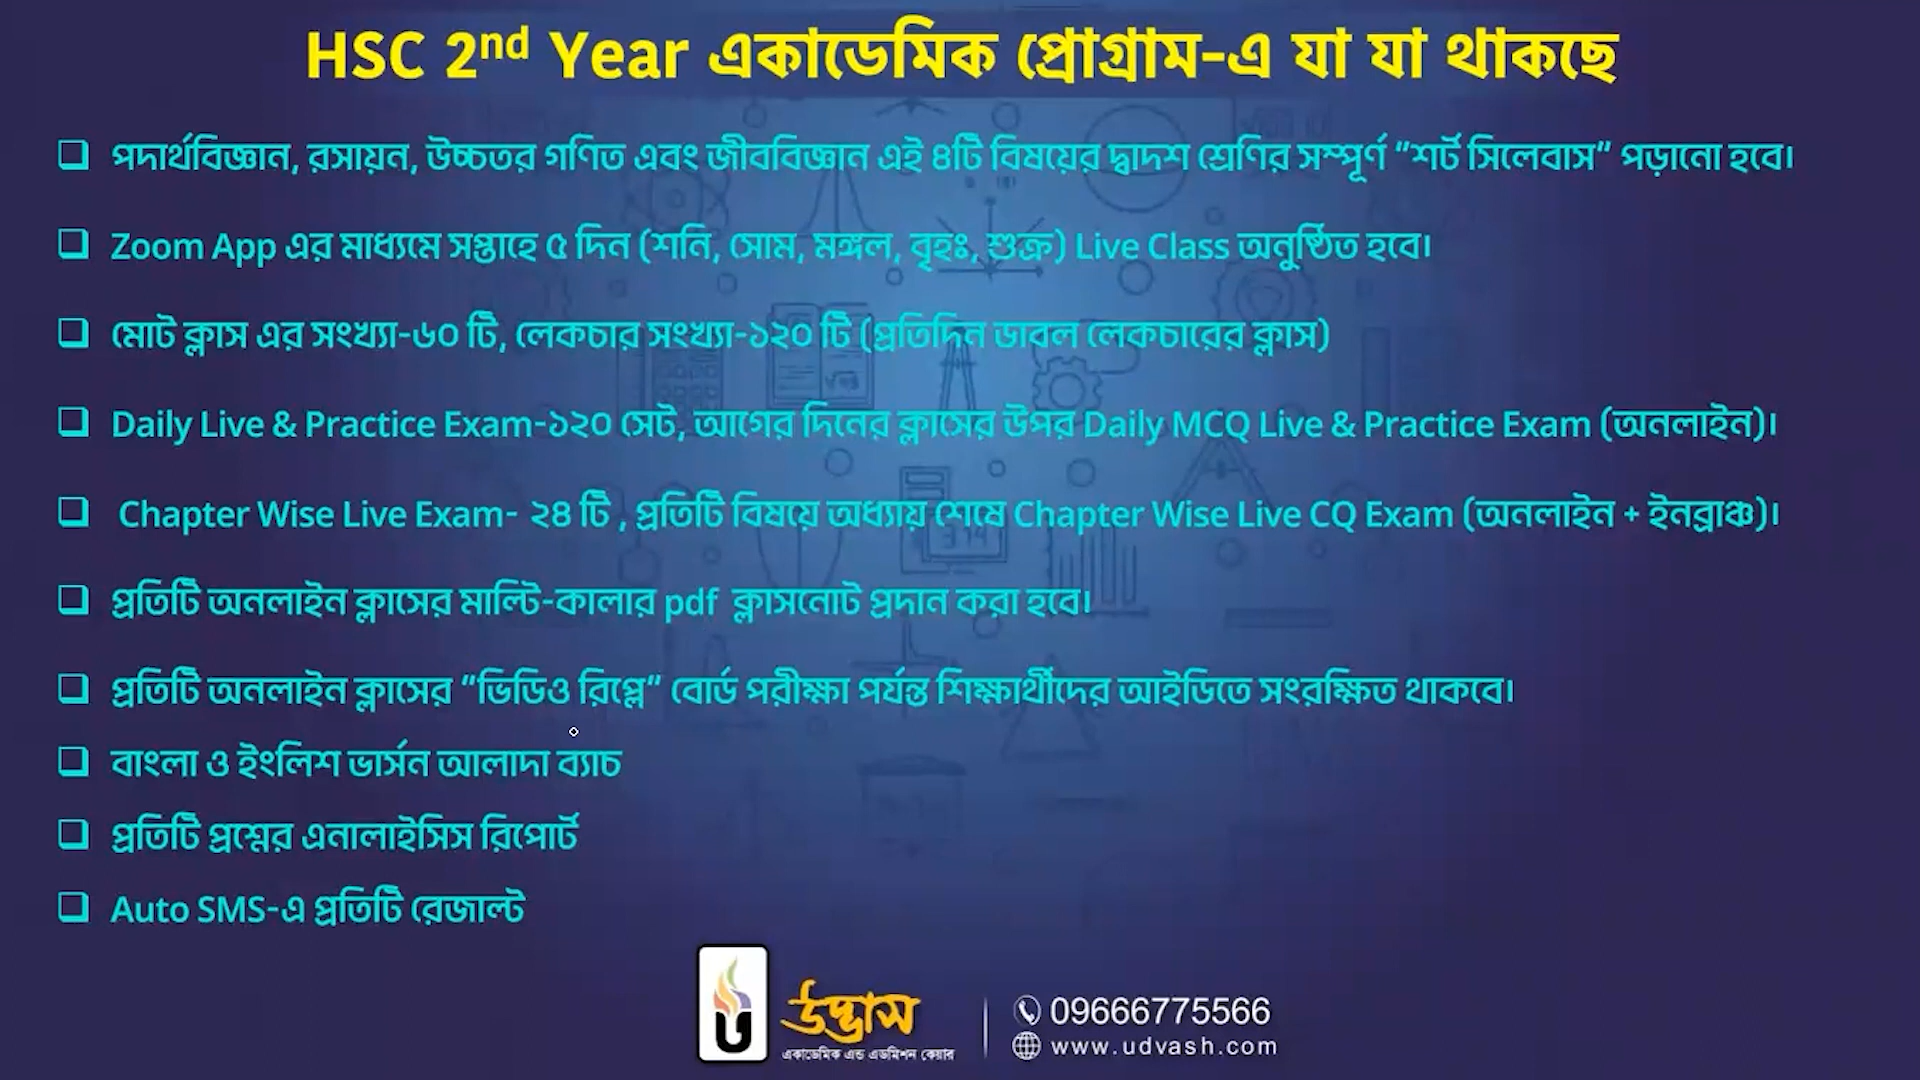 HSC 2nd Year একাডেমিক প্রোগ্রাম-এ যা যা থাকছে
পদার্থবিজ্ঞান, রসায়ন, উচ্চতর গণিত এবং জীববিজ্ঞান এই ৪টি বিষয়ের দ্বাদশ শ্রেণির সম্পূর্ণ “শর্ট সিলেবাস“ পড়ানো হবে।
Zoom App এর মাধ্যমে সপ্তাহে ৫ দিন (শনি, সোম, মঙ্গল, বৃহঃ, শুক্র) Live Class অনুষ্ঠিত হবে।
মোট ক্লাস এর সংখ্যা-৬০ টি, লেকচার সংখ্যা-১২০ টি (প্রতিদিন ডাবল লেকচারের ক্লাস)
Daily Live & Practice Exam-১২০ সেট, আগের দিনের ক্লাসের উপর Daily MCQ Live & Practice Exam (অনলাইন)।
Chapter Wise Live Exam- ২৪ টি , প্রতিটি বিষয়ে অধ্যায় শেষে Chapter Wise Live CQ Exam (অনলাইন + ইনব্রাঞ্চ)।
প্রতিটি অনলাইন ক্লাসের মাল্টি-কালার pdf ক্লাসনোট প্রদান করা হবে।
প্রতিটি অনলাইন ক্লাসের “ভিডিও রিপ্লে“ বোর্ড পরীক্ষা পর্যন্ত শিক্ষার্থীদের আইডিতে সংরক্ষিত থাকবে।
বাংলা ও ইংলিশ ভার্সন আলাদা ব্যাচ
প্রতিটি প্রশ্নের এনালাইসিস রিপোর্ট
Auto SMS-এ প্রতিটি রেজাল্ট
উদ্ভাস
একাডেমিক এন্ড এডমিশন কেয়ার
09666775566
www.udvash.com